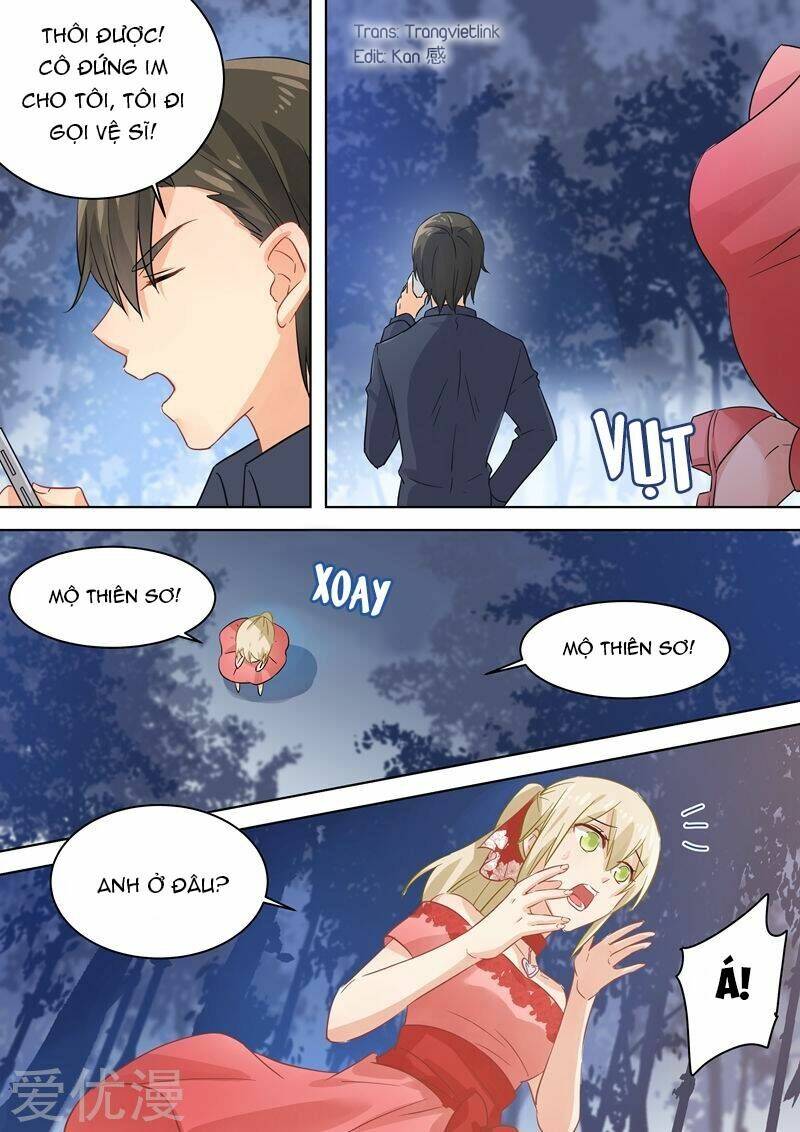 THÔI ĐƯỢC!
CÔ ĐỨNG IM
CHO TÔI, TÔI ĐI
GỌI VỆ SĨ!
Trans: Trangvietlink
Edit: Kan 感
VỤT
MỘ THIÊN SƠ!
XOAY
MỘ THIÊN SƠ!
ANH Ở ĐÂU?
Á!
爱优漫